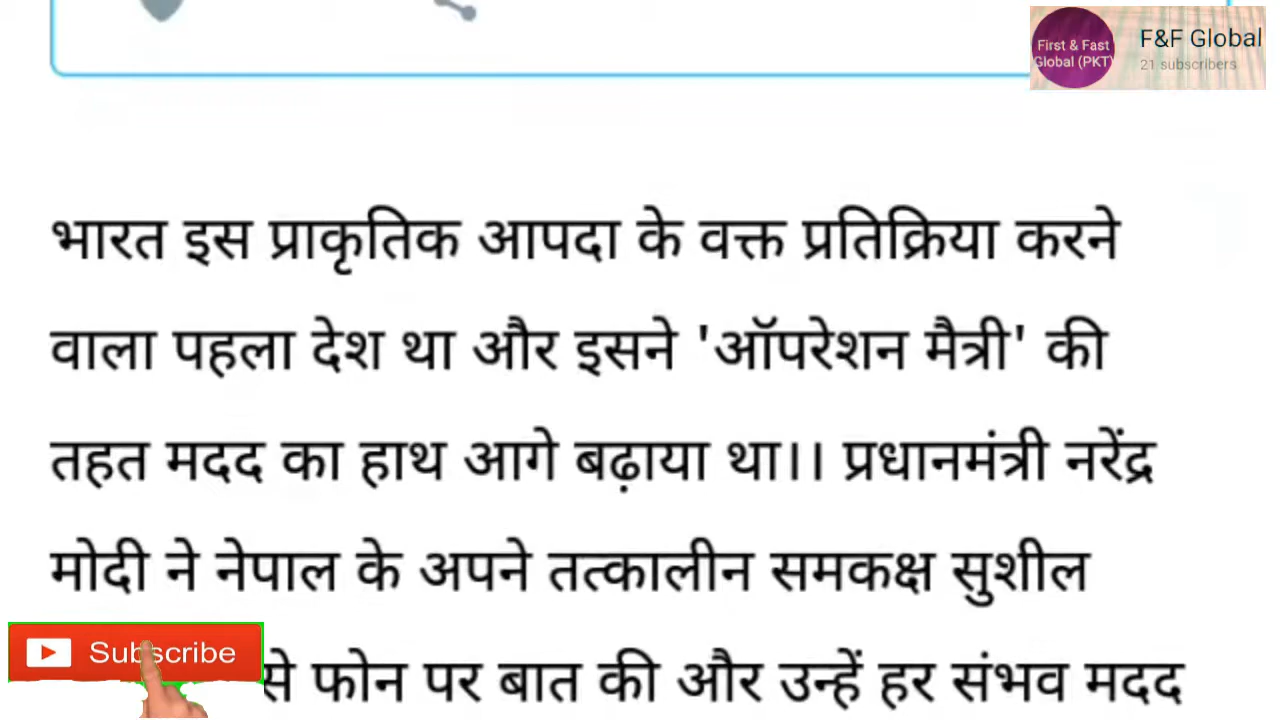 First & Fast
Global (PKT)
F&F Global
21 subscribers
भारत इस प्राकृतिक आपदा के वक्त प्रतिक्रिया करने
वाला पहला देश था और इसने 'ऑपरेशन मैत्री' की
तहत मदद का हाथ आगे बढ़ाया था।। प्रधानमंत्री नरेंद्र
मोदी ने नेपाल के अपने तत्कालीन समकक्ष सुशील
से फोन पर बात की और उन्हें हर संभव मदद
Subscribe